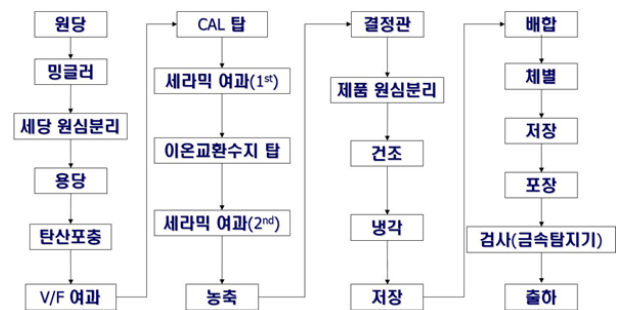 원당
밍글러
세당 원심분리
용당
탄산포충
V/F 여과
CAL 탑
세라믹 여과(1st)
이온교환수지 탑
세라믹 여과(2nd)
농축
결정관
제품 원심분리
건조
냉각
저장
배합
체별
저장
포장
검사(금속탐지기)
출하